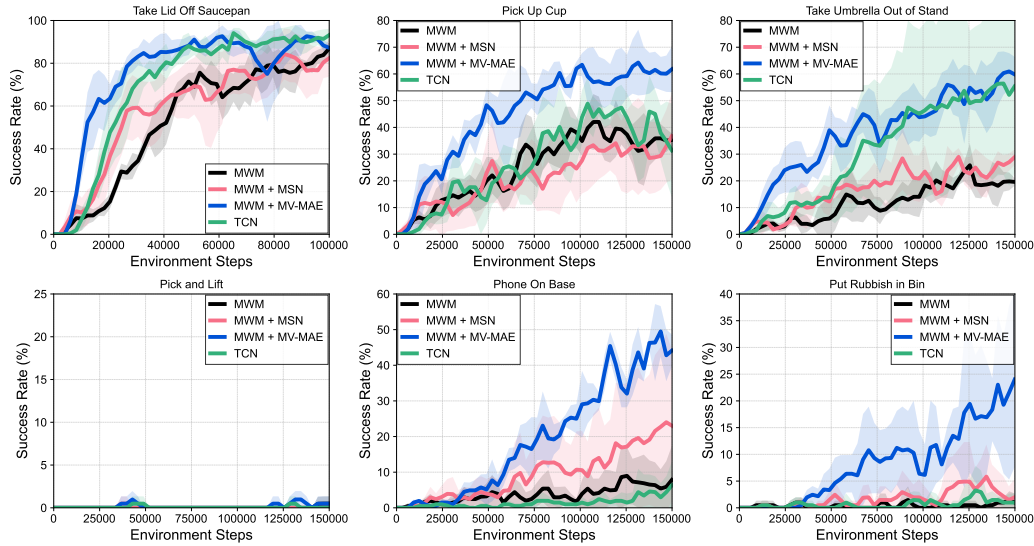 Take Lid Off Saucepan
100
80
60
40
20
0
Success Rate (%)
MWM
MWM + MSN
MWM + MV-MAE
TCN
0 20000 40000 60000 80000 100000
Environment Steps
Pick Up Cup
80
70
60
50
40
30
20
10
0
Success Rate (%)
MWM
MWM + MSN
MWM + MV-MAE
TCN
0 25000 50000 75000 100000 125000 150000
Environment Steps
Take Umbrella Out of Stand
80
70
60
50
40
30
20
10
0
Success Rate (%)
MWM
MWM + MSN
MWM + MV-MAE
TCN
0 25000 50000 75000 100000 125000 150000
Environment Steps
Pick and Lift
25
20
15
10
5
0
Success Rate (%)
MWM
MWM + MSN
MWM + MV-MAE
TCN
0 25000 50000 75000 100000 125000 150000
Environment Steps
Phone On Base
60
50
40
30
20
10
0
Success Rate (%)
MWM
MWM + MSN
MWM + MV-MAE
TCN
0 25000 50000 75000 100000 125000 150000
Environment Steps
Put Rubbish in Bin
40
35
30
25
20
15
10
5
0
Success Rate (%)
MWM
MWM + MSN
MWM + MV-MAE
TCN
0 25000 50000 75000 100000 125000 150000
Environment Steps